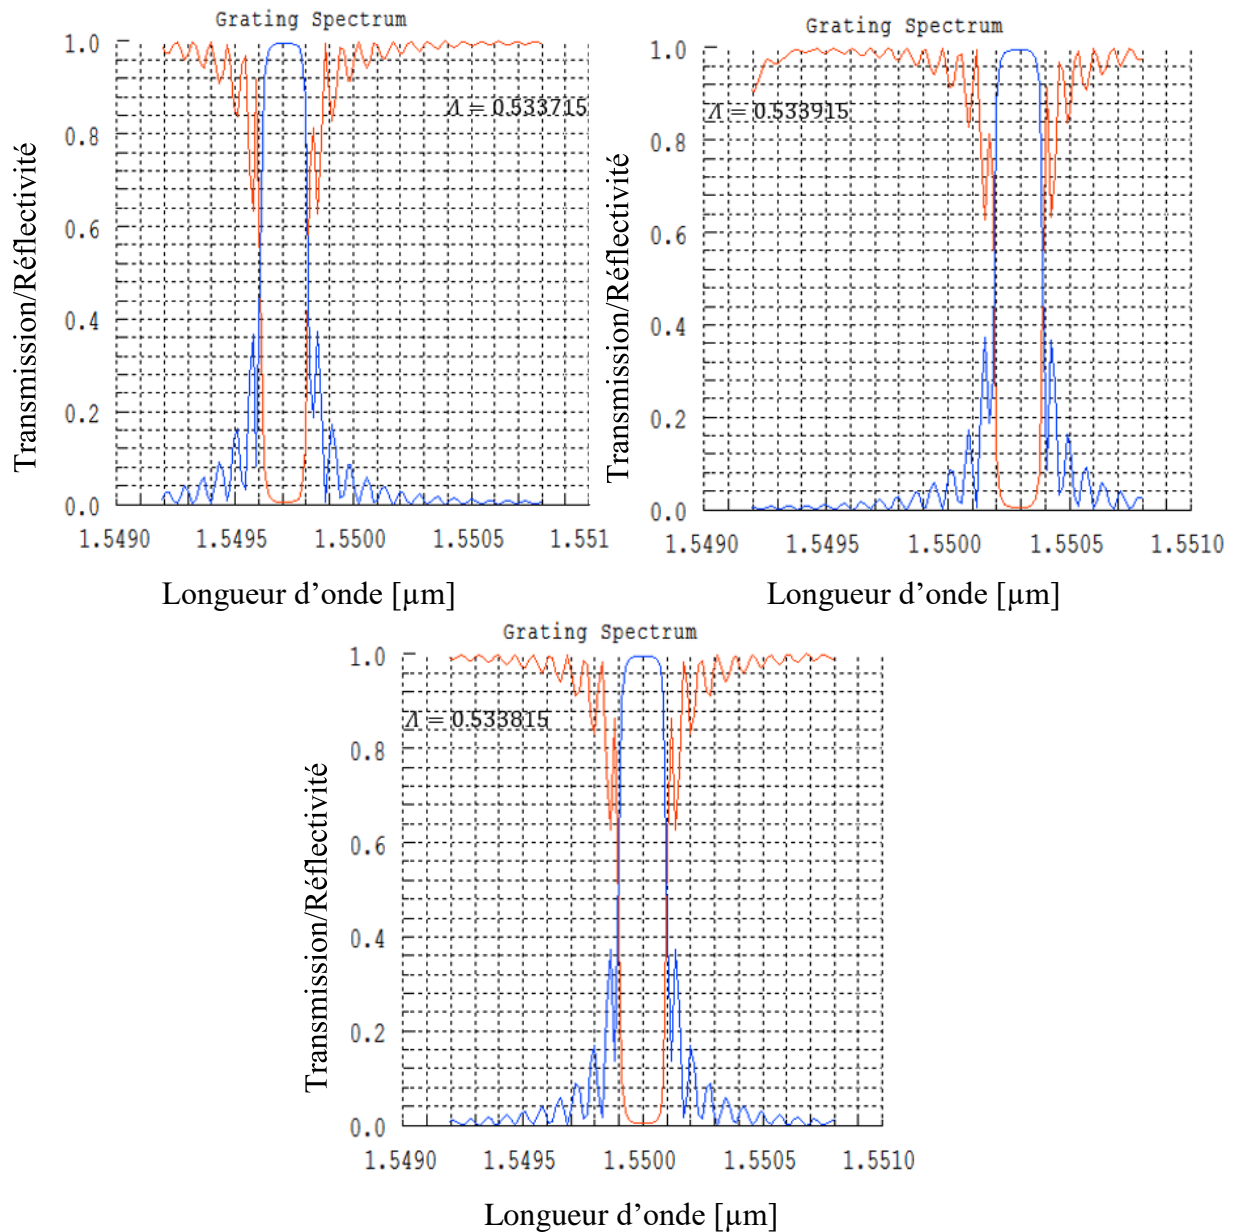 Grating Spectrum
1.0
0.8
0.6
0.4
0.2
0.0
Λ = 0.533715
Transmission/Réflectivité
1.5490 1.5495 1.5500 1.5505 1.551
Longueur d’onde [µm]
Grating Spectrum
1.0
0.8
0.6
0.4
0.2
0.0
Λ = 0.533915
Transmission/Réflectivité
1.5490 1.5495 1.5500 1.5505 1.5510
Longueur d’onde [µm]
Grating Spectrum
1.0
0.8
0.6
0.4
0.2
0.0
Λ = 0.533815
Transmission/Réflectivité
1.5490 1.5495 1.5500 1.5505 1.5510
Longueur d’onde [µm]